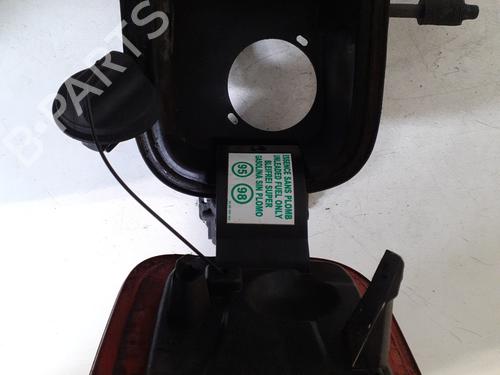 B-PARTS
ESSENCE SANS PLOMB
UNLEADED FUEL ONLY
BLEIFREI SUPER
GASOLINA SIN PLOMO
95 98